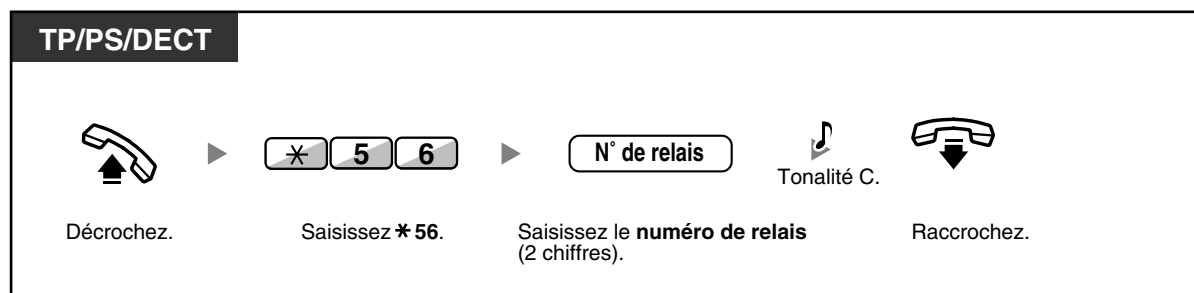 TP/PS/DECT
✻ 5 6
N° de relais
Tonalité C.
Décrochez.
Saisissez ✻ 56.
Saisissez le numéro de relais
(2 chiffres).
Raccrochez.